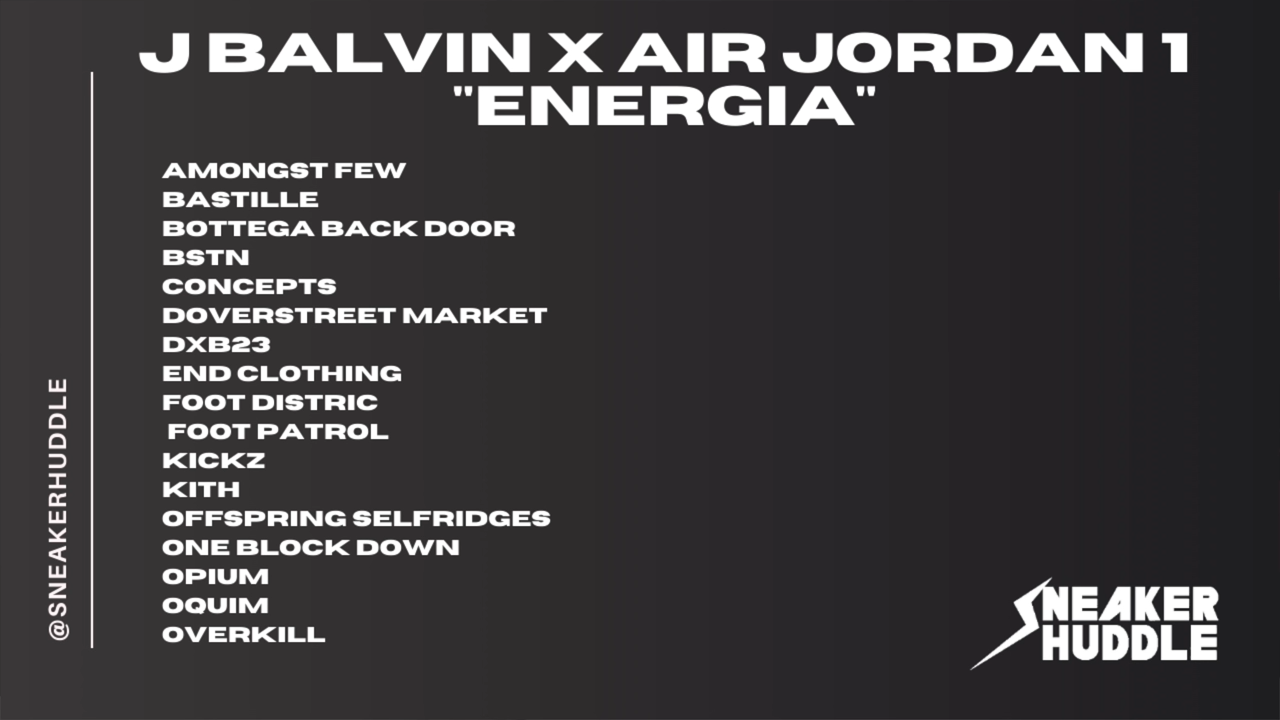 J BALVIN X AIR JORDAN 1
"ENERGIA"
AMONGST FEW
BASTILLE
BOTTEGA BACK DOOR
BSTN
CONCEPTS
DOVERSTREET MARKET
DXB23
END CLOTHING
FOOT DISTRIC
FOOT PATROL
KICKZ
KITH
OFFSPRING SELFRIDGES
ONE BLOCK DOWN
OPIUM
OQUIM
OVERKILL
@SNEAKERHUDDLE
SNEAKER
HUDDLE